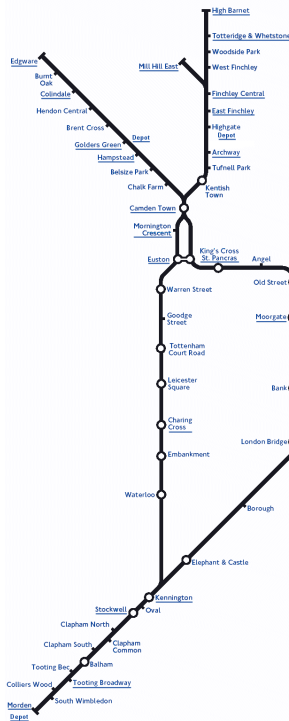 High Barnet
Totteridge & Whetstone
Woodside Park
Mill Hill East
West Finchley
Edgware
Burnt
Oak
Colindale
Finchley Central
Hendon Central
East Finchley
Brent Cross
Highgate
Depot
Depot
Golders Green
Archway
Hampstead
Belsize Park
Tufnell Park
Chalk Farm
Kentish
Town
Camden Town
Mornington
Crescent
King's Cross
St. Pancras
Angel
Euston
Old Street
Warren Street
Goodge
Street
Moorgate
Tottenham
Court Road
Leicester
Square
Bank
Charing
Cross
London Bridge
Embankment
Waterloo
Borough
Elephant & Castle
Kennington
Stockwell
Oval
Clapham North
Clapham South
Clapham
Common
Tooting Bec
Balham
Colliers Wood
Tooting Broadway
Morden
South Wimbledon
Depot